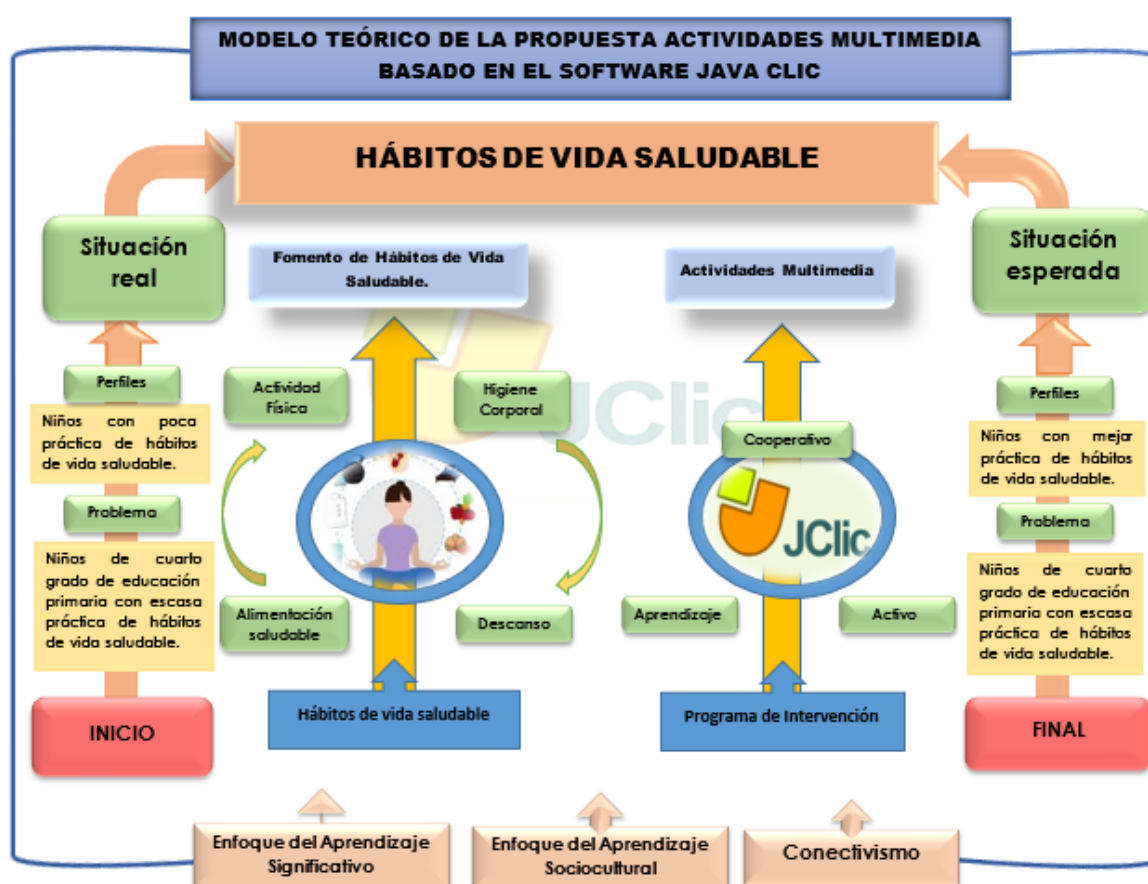 MODELO TEÓRICO DE LA PROPUESTA ACTIVIDADES MULTIMEDIA
BASADO EN EL SOFTWARE JAVA CLIC
HÁBITOS DE VIDA SALUDABLE
Situación
real
Perfiles
Niños con poca
práctica de hábitos
de vida saludable.
Problema
Niños de cuarto
grado de educación
primaria con escasa
práctica de hábitos
de vida saludable.
INICIO
Fomento de Hábitos de Vida
Saludable.
Actividad
Física
Higiene
Corporal
Alimentación
saludable
Descanso
Hábitos de vida saludable
JClic
Actividades Multimedia
Cooperativo
JClic
Aprendizaje
Activo
Programa de Intervención
Situación
esperada
Perfiles
Niños con mejor
práctica de hábitos
de vida saludable.
Problema
Niños de cuarto
grado de educación
primaria con escasa
práctica de hábitos
de vida saludable.
FINAL
Enfoque del Aprendizaje
Significativo
Enfoque del Aprendizaje
Sociocultural
Conectivismo